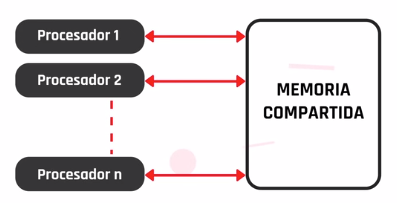 Procesador 1
Procesador 2
Procesador n
MEMORIA
COMPARTIDA